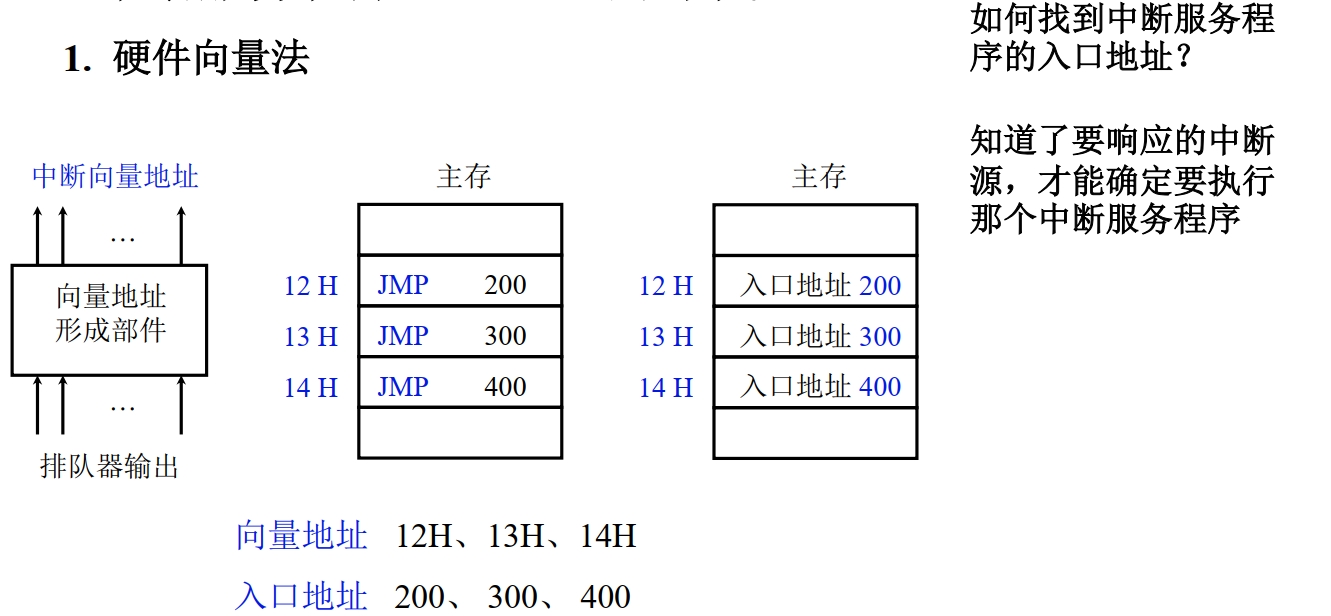 1. 硬件向量法
如何找到中断服务程
序的入口地址？
知道了要响应的中断
源，才能确定要执行
那个中断服务程序
中断向量地址
…
向量地址
形成部件
…
排队器输出
主存
12 H JMP 200
13 H JMP 300
14 H JMP 400
主存
12 H 入口地址 200
13 H 入口地址 300
14 H 入口地址 400
向量地址 12H、13H、14H
入口地址 200、 300、 400